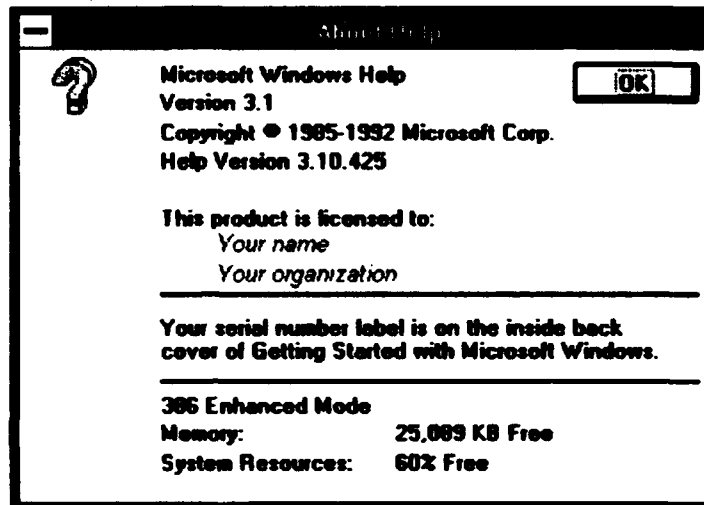 About Help
Microsoft Windows Help
OK
Version 3.1
Copyright © 1985-1992 Microsoft Corp.
Help Version 3.10.425
This product is licensed to:
Your name
Your organization
Your serial number label is on the inside back
cover of Getting Started with Microsoft Windows.
386 Enhanced Mode
Memory: 25,089 KB Free
System Resources: 60% Free